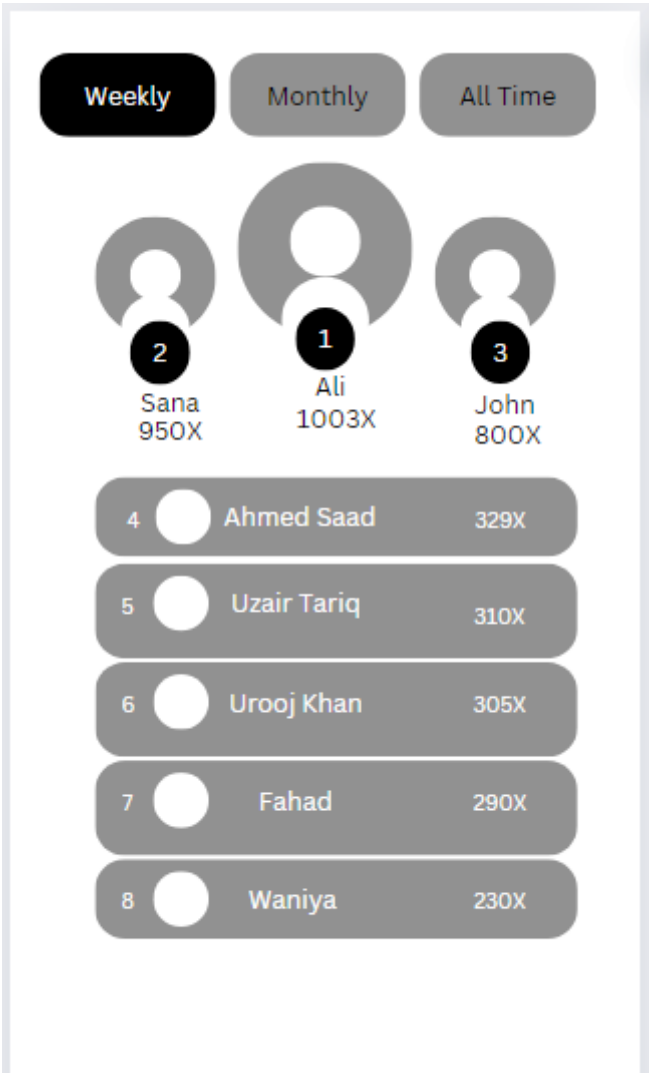 Weekly Monthly All Time
1
2
3
Ali
1003X
Sana
950X
John
800X
4 Ahmed Saad 329X
5 Uzair Tariq 310X
6 Urooj Khan 305X
7 Fahad 290X
8 Waniya 230X